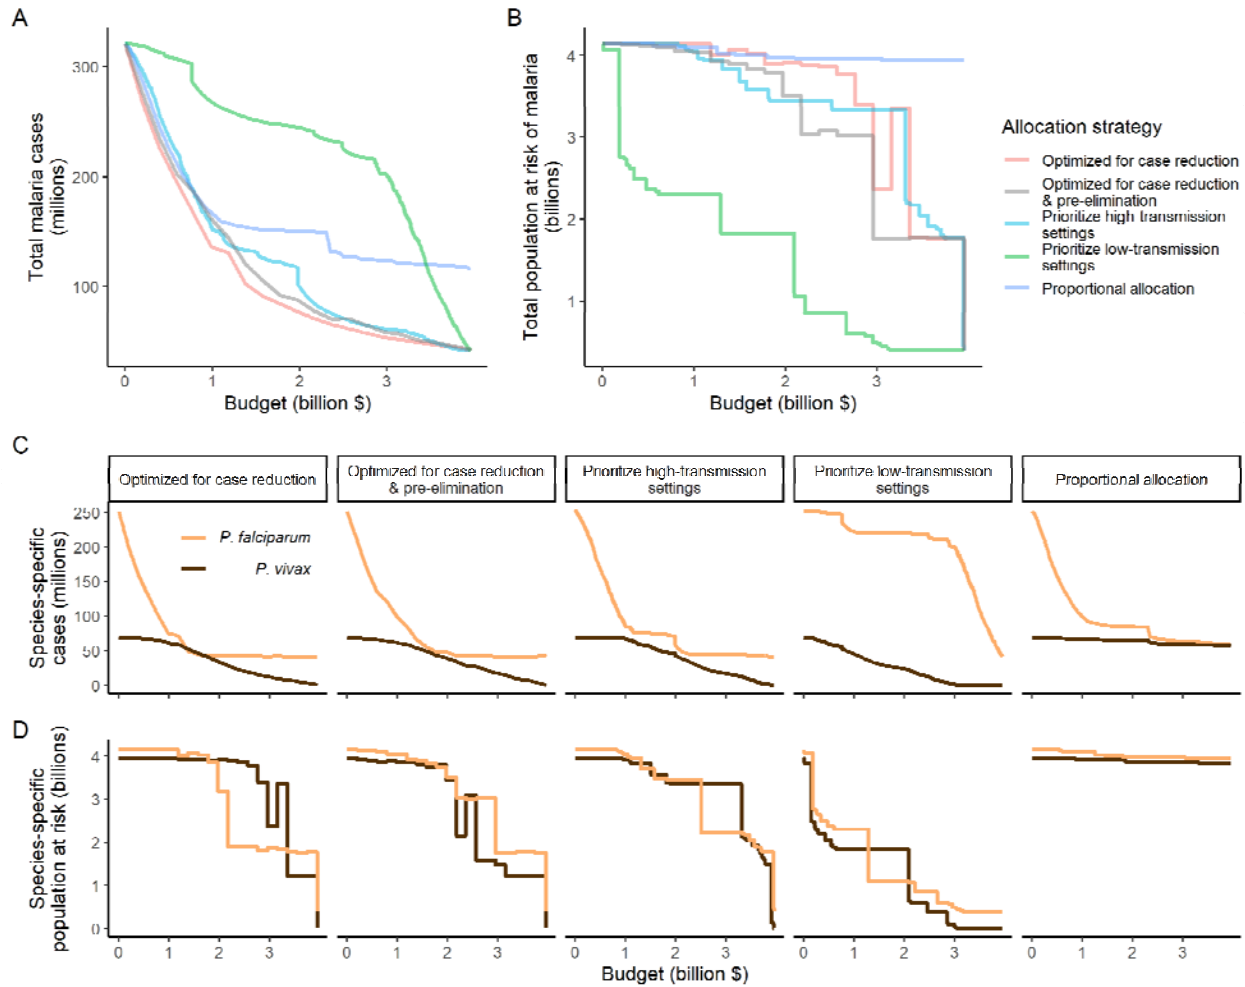 A
B
300
200
100
Total malaria cases
(millions)
0 1 2 3
Budget (billion $)
4
3
2
1
Total population at risk of malaria
(billions)
0 1 2 3
Budget (billion $)
Allocation strategy
Optimized for case reduction
Optimized for case reduction
& pre-elimination
Prioritize high transmission
settings
Prioritize low-transmission
settings
Proportional allocation
C
Optimized for case reduction
Optimized for case reduction
& pre-elimination
Prioritize high-transmission
settings
Prioritize low-transmission
settings
Proportional allocation
250
200
150
100
50
0
Species-specific
cases (millions)
P. falciparum
P. vivax
D
4
3
2
1
0
Species-specific
population at risk (billions)
0 1 2 3
0 1 2 3
0 1 2 3
0 1 2 3
0 1 2 3
Budget (billion $)